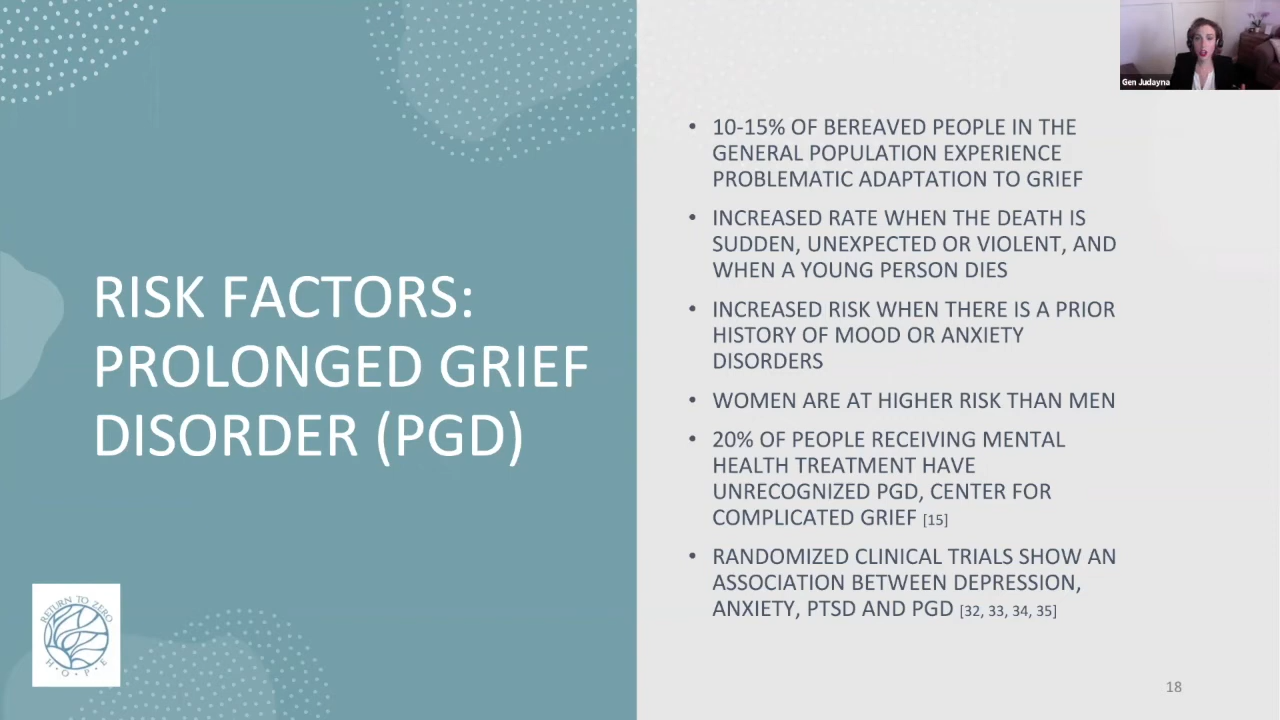 Gen Judayna
RISK FACTORS:
PROLONGED GRIEF
DISORDER (PGD)
• 10-15% OF BEREAVED PEOPLE IN THE
GENERAL POPULATION EXPERIENCE
PROBLEMATIC ADAPTATION TO GRIEF
• INCREASED RATE WHEN THE DEATH IS
SUDDEN, UNEXPECTED OR VIOLENT, AND
WHEN A YOUNG PERSON DIES
• INCREASED RISK WHEN THERE IS A PRIOR
HISTORY OF MOOD OR ANXIETY
DISORDERS
• WOMEN ARE AT HIGHER RISK THAN MEN
• 20% OF PEOPLE RECEIVING MENTAL
HEALTH TREATMENT HAVE
UNRECOGNIZED PGD, CENTER FOR
COMPLICATED GRIEF [15]
• RANDOMIZED CLINICAL TRIALS SHOW AN
ASSOCIATION BETWEEN DEPRESSION,
ANXIETY, PTSD AND PGD [32, 33, 34, 35]
RETURN TO ZERO
H·O·P·E
18